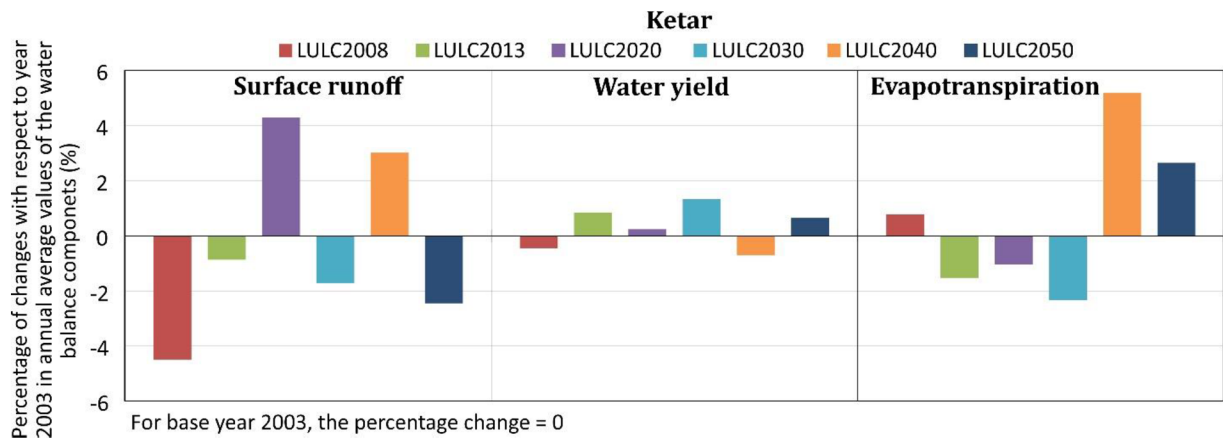 Ketar
LULC2008 LULC2013 LULC2020 LULC2030 LULC2040 LULC2050
Percentage of changes with respect to year
2003 in annual average values of the water
balance componets (%)
Surface runoff Water yield Evapotranspiration
6
4
2
0
-2
-4
-6
For base year 2003, the percentage change = 0